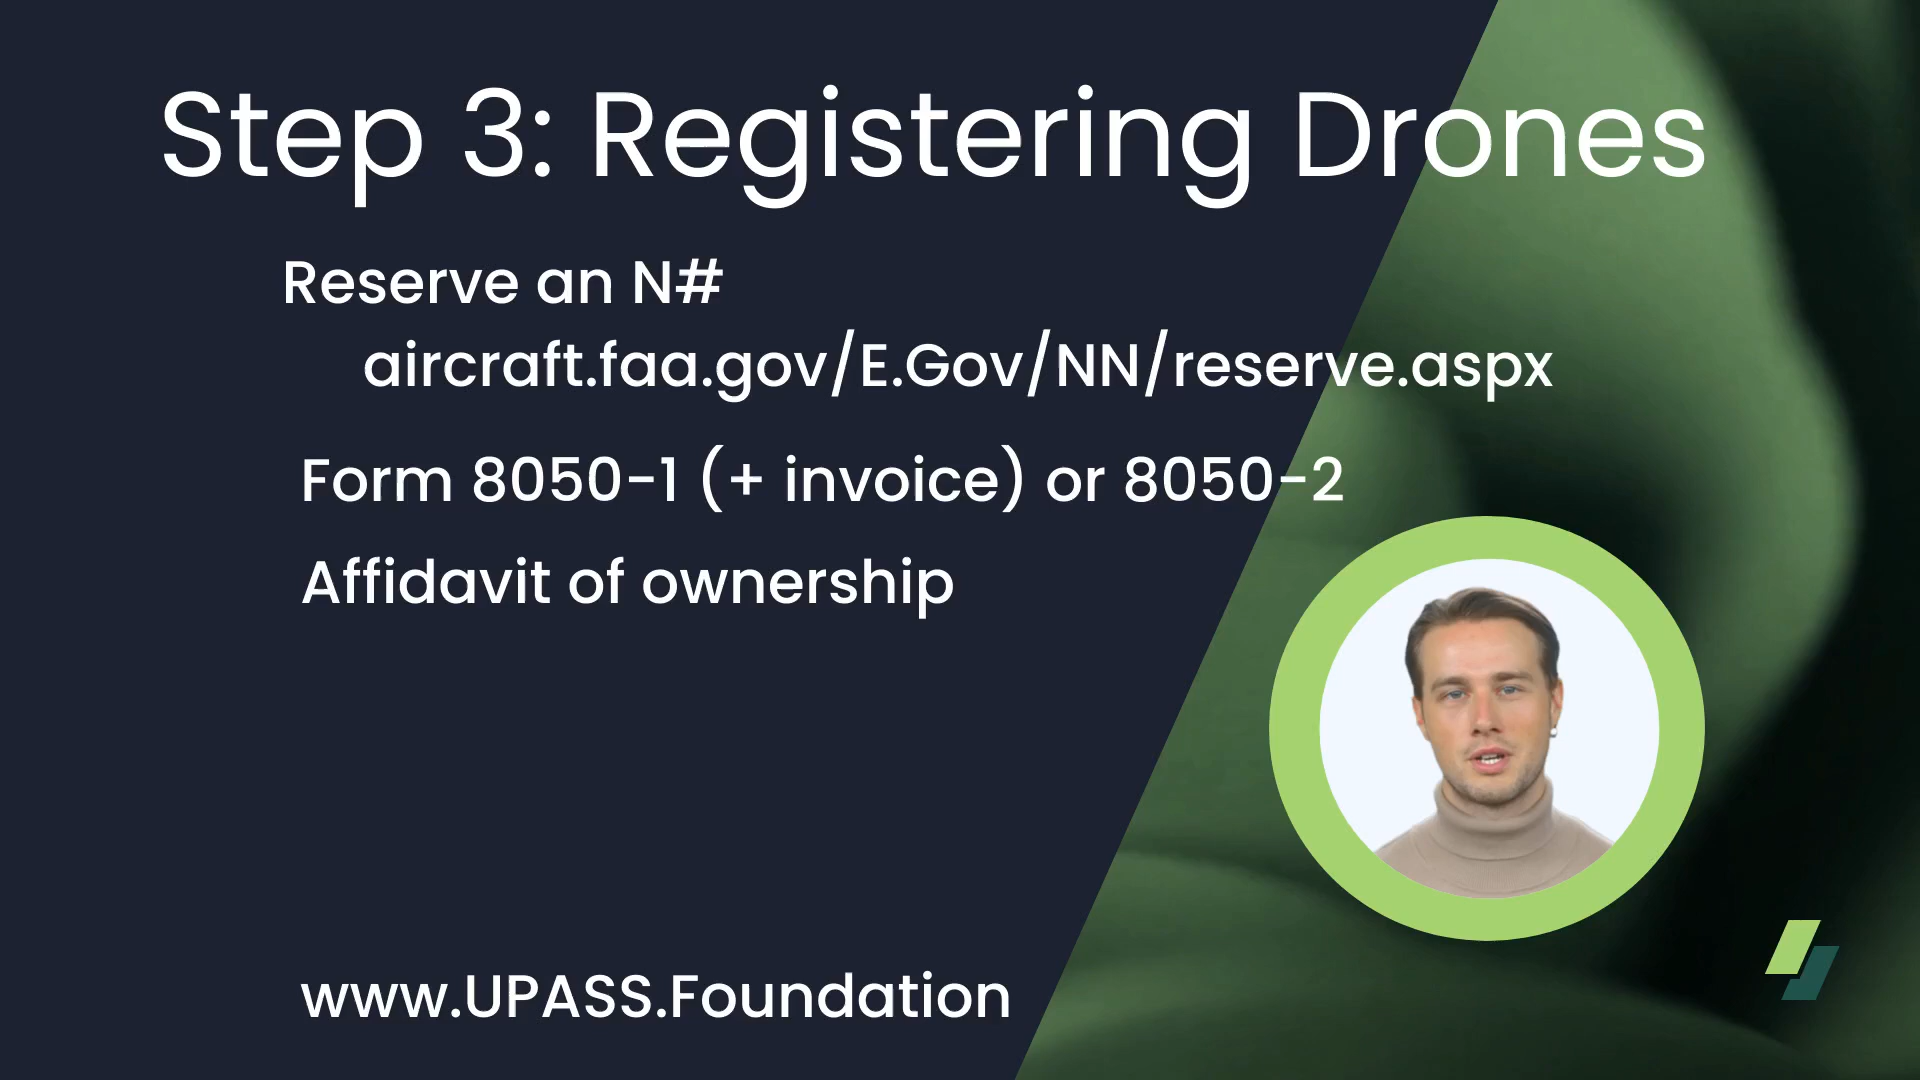 Step 3: Registering Drones
Reserve an N#
aircraft.faa.gov/E.Gov/NN/reserve.aspx
Form 8050-1 (+ invoice) or 8050-2
Affidavit of ownership
www.UPASS.Foundation